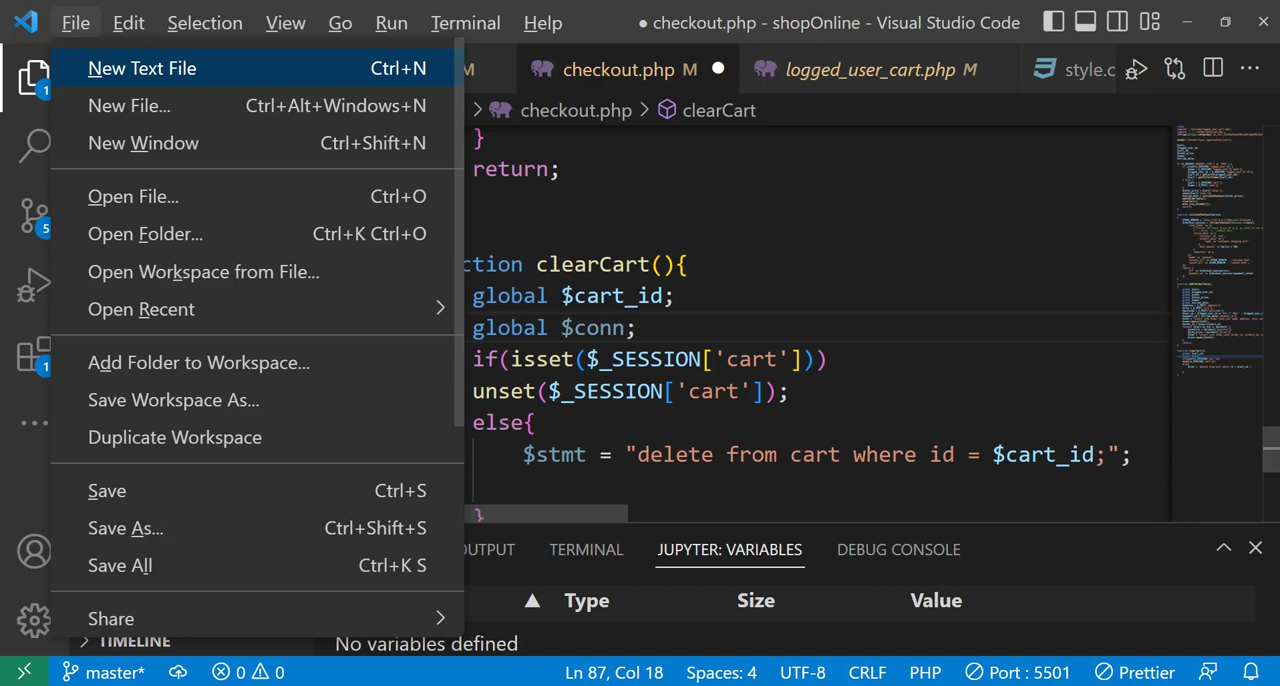 File Edit Selection View Go Run Terminal Help
● checkout.php - shopOnline - Visual Studio Code
New Text File Ctrl+N
New File... Ctrl+Alt+Windows+N
New Window Ctrl+Shift+N
Open File... Ctrl+O
Open Folder... Ctrl+K Ctrl+O
Open Workspace from File...
Open Recent
Add Folder to Workspace...
Save Workspace As...
Duplicate Workspace
Save Ctrl+S
Save As... Ctrl+Shift+S
Save All Ctrl+K S
Share
1
5
1
M
checkout.php M
logged_user_cart.php M
style.c
checkout.php > clearCart
}
return;
ction clearCart(){
global $cart_id;
global $conn;
if(isset($_SESSION['cart']))
unset($_SESSION['cart']);
else{
$stmt = "delete from cart where id = $cart_id;";
}
OUTPUT TERMINAL JUPYTER: VARIABLES DEBUG CONSOLE
Type Size Value
TIMELINE
No variables defined
master* 0 0 Ln 87, Col 18 Spaces: 4 UTF-8 CRLF PHP Port : 5501 Prettier